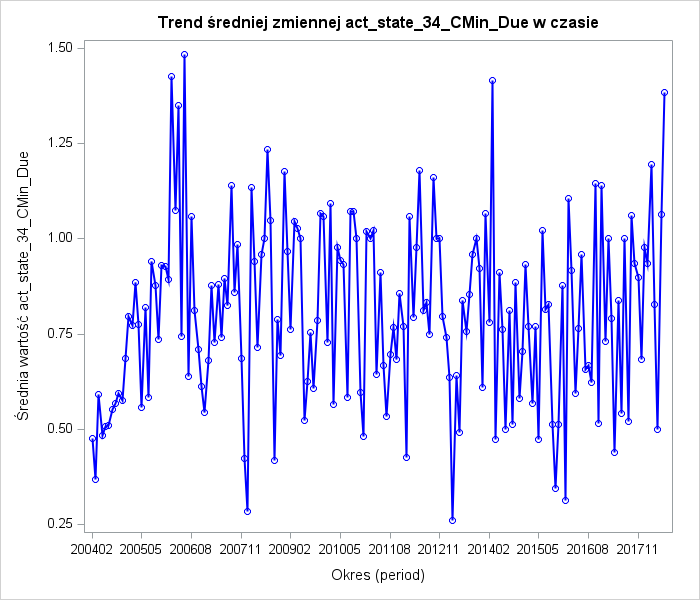 Trend średniej zmiennej act_state_34_CMin_Due w czasie
1.50
1.25
1.00
0.75
0.50
0.25
Średnia wartość act_state_34_CMin_Due
200402 200505 200608 200711 200902 201005 201108 201211 201402 201505 201608 201711
Okres (period)